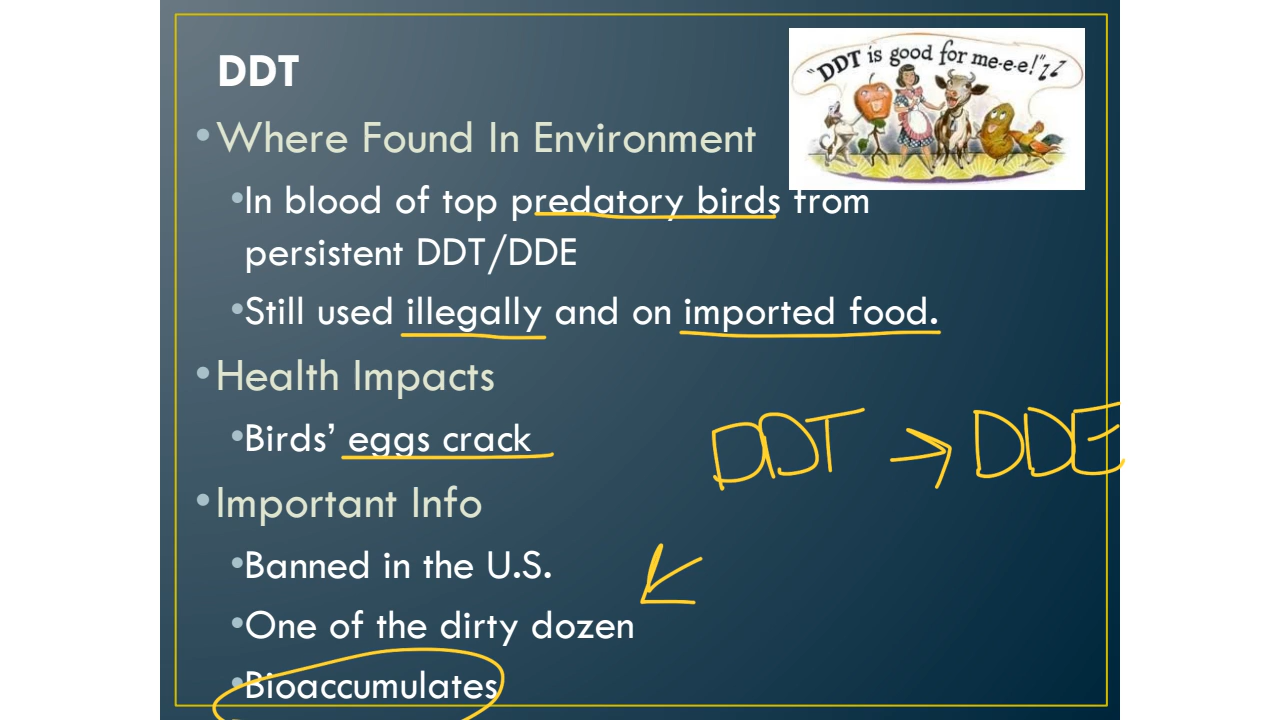 DDT
"DDT is good for me-e-e!"
• Where Found In Environment
• In blood of top predatory birds from
persistent DDT/DDE
• Still used illegally and on imported food.
• Health Impacts
• Birds' eggs crack
DDT → DDE
• Important Info
• Banned in the U.S.
• One of the dirty dozen
• Bioaccumulates